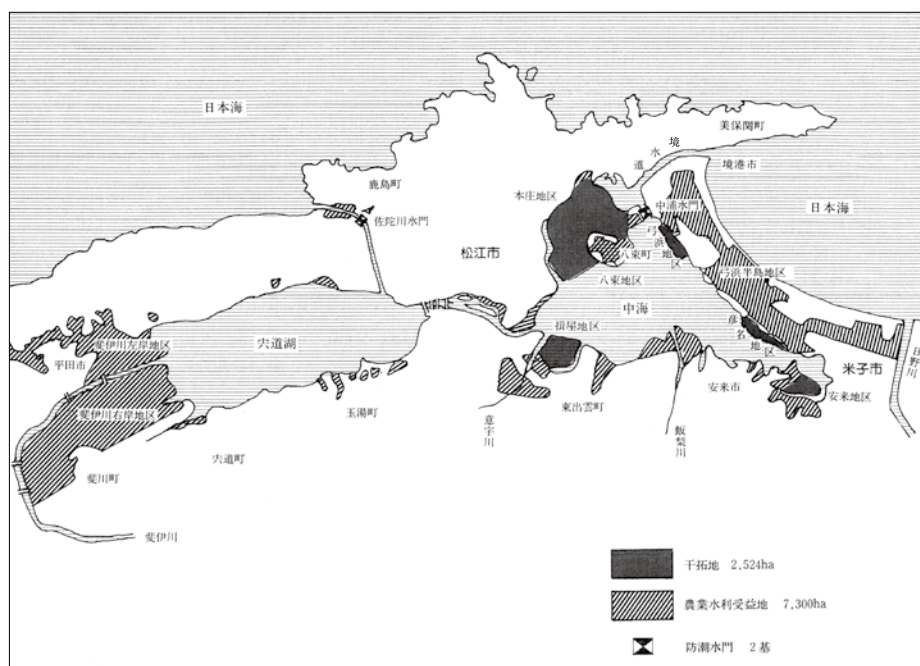 日本海
美保関町
境水道
境港市
鹿島町
本庄地区
日本海
佐陀川水門
中浦水門
弓浜地区
松江市
八束町
八束地区
弓浜半島地区
中海
彦名地区
宍道湖
揖屋地区
斐伊川左岸地区
平田市
米子市
日野川
安来市
安来地区
玉湯町
東出雲町
斐伊川右岸地区
意宇川
飯梨川
宍道町
斐川町
斐伊川
干拓地 2,524ha
農業水利受益地 7,300ha
防潮水門 2基